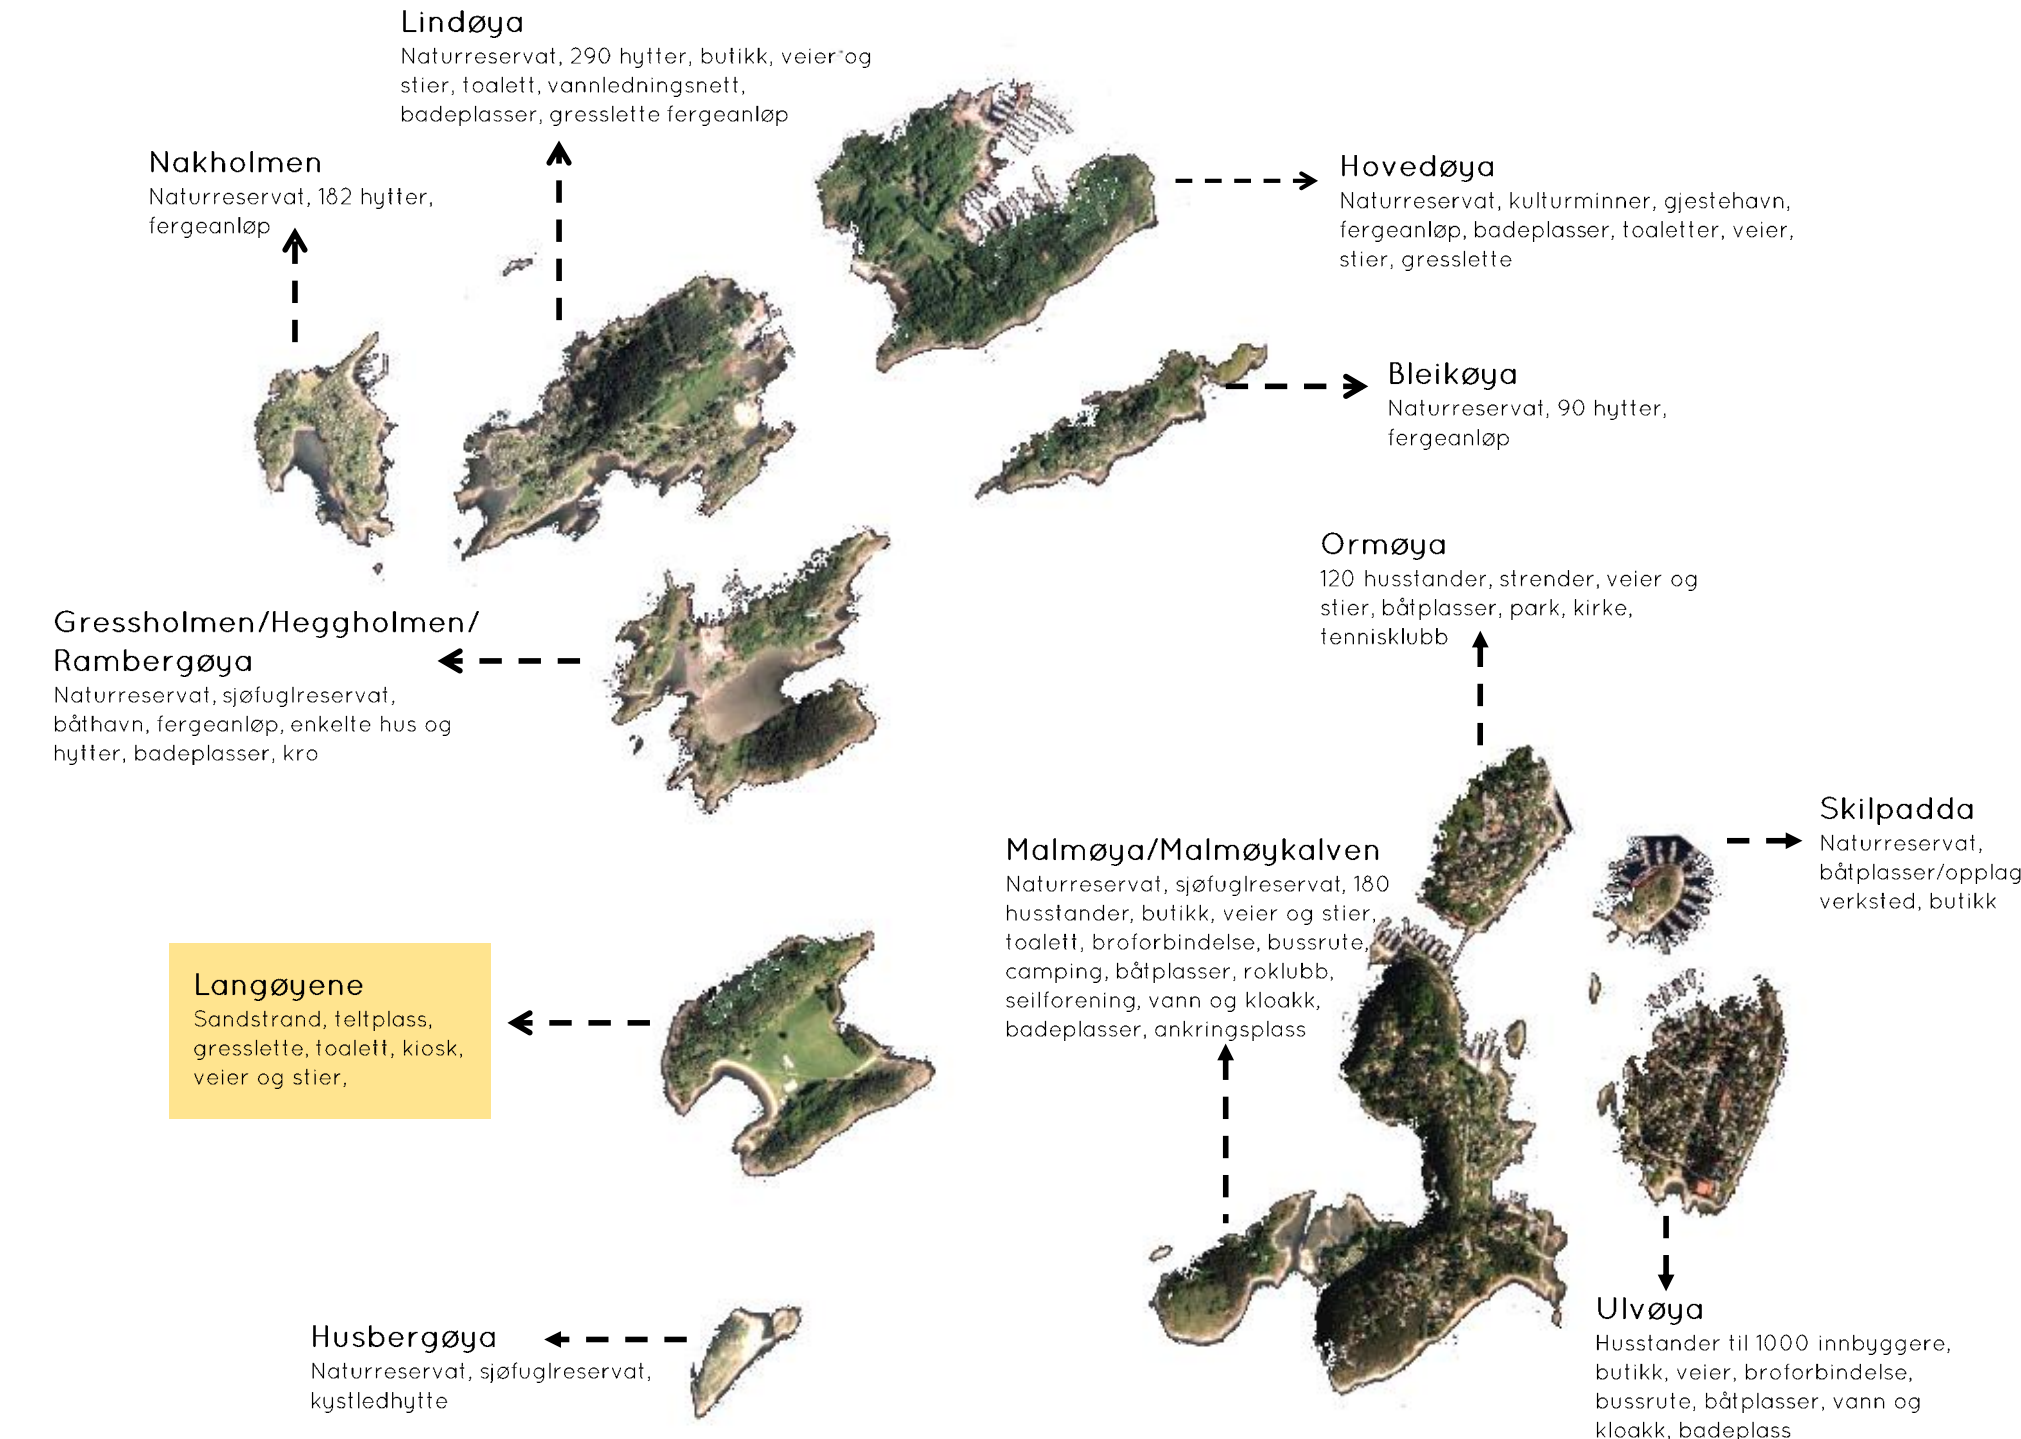 Lindøya
Naturreservat, 290 hytter, butikk, veier og
stier, toalett, vannledningsnett,
badeplasser, gresslette fergeanløp
Nakholmen
Naturreservat, 182 hytter,
fergeanløp
Hovedøya
Naturreservat, kulturminner, gjestehavn,
fergeanløp, badeplasser, toaletter, veier,
stier, gresslette
Bleikøya
Naturreservat, 90 hytter,
fergeanløp
Ormøya
120 husstander, strender, veier og
stier, båtplasser, park, kirke,
tennisklubb
Gressholmen/Heggholmen/
Rambergøya
Naturreservat, sjøfuglreservat,
båthavn, fergeanløp, enkelte hus og
hytter, badeplasser, kro
Skilpadda
Naturreservat,
båtplasser/opplag
verksted, butikk
Malmøya/Malmøykalven
Naturreservat, sjøfuglreservat, 180
husstander, butikk, veier og stier,
toalett, broforbindelse, bussrute,
camping, båtplasser, roklubb,
seilforening, vann og kloakk,
badeplasser, ankringsplass
Langøyene
Sandstrand, teltplass,
gresslette, toalett, kiosk,
veier og stier,
Husbergøya
Naturreservat, sjøfuglreservat,
kystledhytte
Ulvøya
Husstander til 1000 innbyggere,
butikk, veier, broforbindelse,
bussrute, båtplasser, vann og
kloakk, badeplass